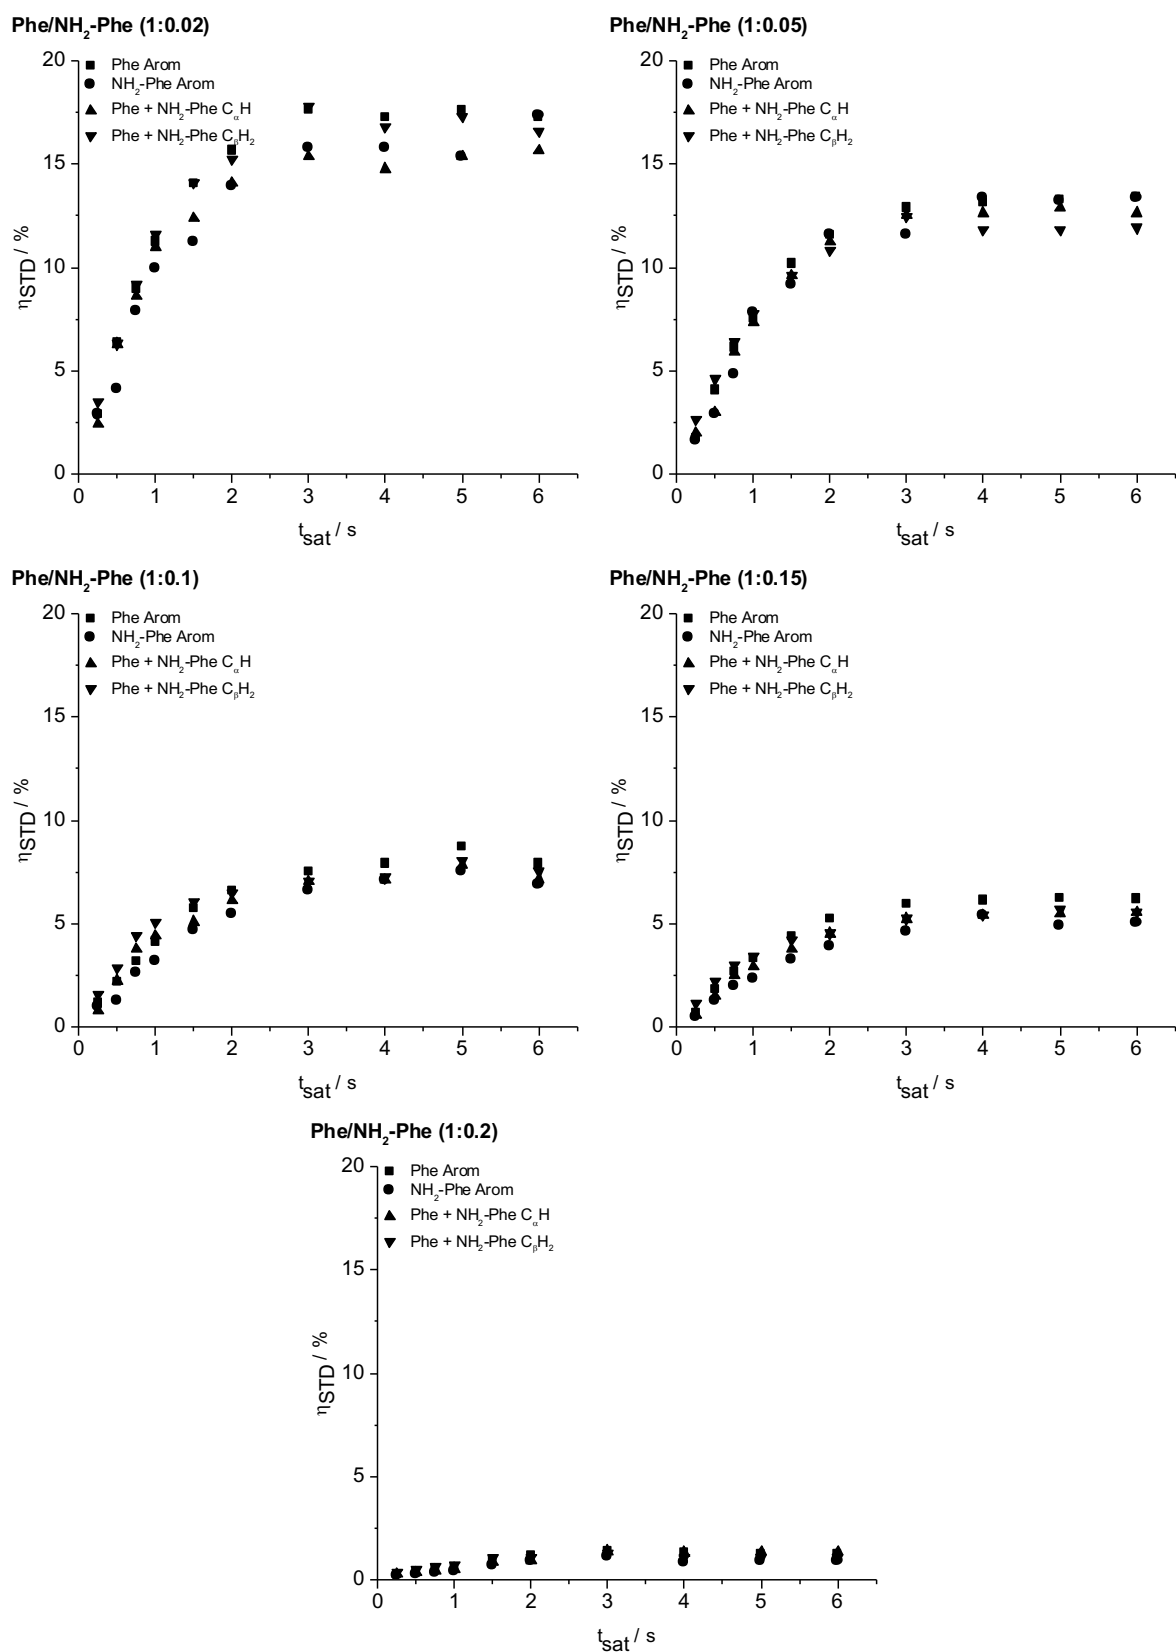 Phe/NH₂-Phe (1:0.02)
20
15
10
5
0
ηSTD / %
Phe Arom
NH₂-Phe Arom
Phe + NH₂-Phe CαH
Phe + NH₂-Phe CβH₂
0 1 2 3 4 5 6
tsat / s
Phe/NH₂-Phe (1:0.05)
20
15
10
5
0
ηSTD / %
Phe Arom
NH₂-Phe Arom
Phe + NH₂-Phe CαH
Phe + NH₂-Phe CβH₂
0 1 2 3 4 5 6
tsat / s
Phe/NH₂-Phe (1:0.1)
20
15
10
5
0
ηSTD / %
Phe Arom
NH₂-Phe Arom
Phe + NH₂-Phe CαH
Phe + NH₂-Phe CβH₂
0 1 2 3 4 5 6
tsat / s
Phe/NH₂-Phe (1:0.15)
20
15
10
5
0
ηSTD / %
Phe Arom
NH₂-Phe Arom
Phe + NH₂-Phe CαH
Phe + NH₂-Phe CβH₂
0 1 2 3 4 5 6
tsat / s
Phe/NH₂-Phe (1:0.2)
20
15
10
5
0
ηSTD / %
Phe Arom
NH₂-Phe Arom
Phe + NH₂-Phe CαH
Phe + NH₂-Phe CβH₂
0 1 2 3 4 5 6
tsat / s